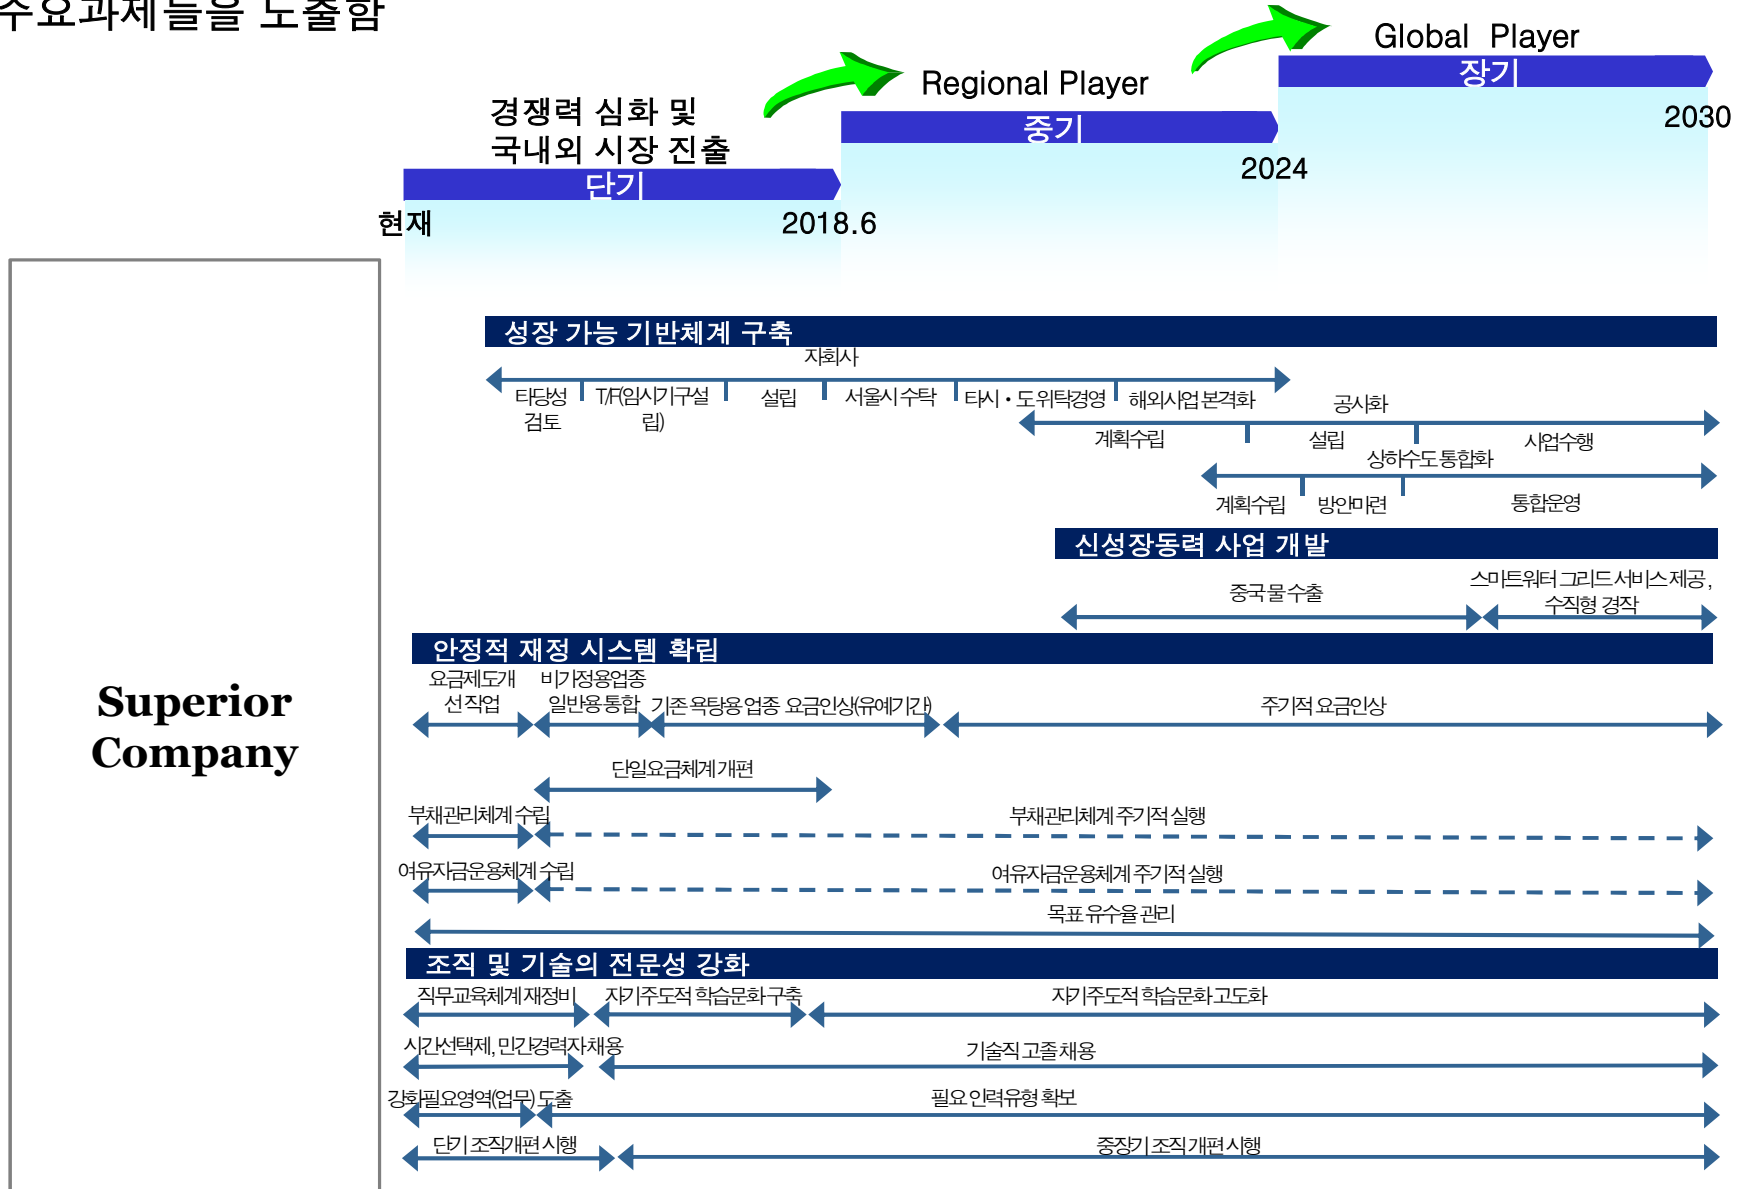 주요과제들을 도출함
Global Player
장기
2030
Regional Player
중기
2024
경쟁력 심화 및
국내외 시장 진출
단기
현재
2018.6
Superior
Company
성장 가능 기반체계 구축
자회사
타당성
검토
T/F(임시기구설
립)
설립
서울시 수탁
타시・도 위탁경영
해외사업 본격화
공사화
계획수립
설립
사업수행
상하수도 통합화
계획수립
방안마련
통합운영
신성장동력 사업 개발
중국 물 수출
스마트워터 그리드 서비스 제공,
수직형 경작
안정적 재정 시스템 확립
요금제도개
선 작업
비가정용업종
일반용 통합
기존 욕탕용 업종 요금인상(유예기간)
주기적 요금인상
단일요금체계 개편
부채관리체계 수립
부채관리체계 주기적 실행
여유자금운용체계 수립
여유자금운용체계 주기적 실행
목표 유수율 관리
조직 및 기술의 전문성 강화
직무교육체계 재정비
자기주도적 학습문화 구축
자기주도적 학습문화 고도화
시간선택제, 민간경력자 채용
기술직 고졸 채용
강화필요영역(업무) 도출
필요 인력유형 확보
단기 조직개편 시행
중장기 조직 개편 시행